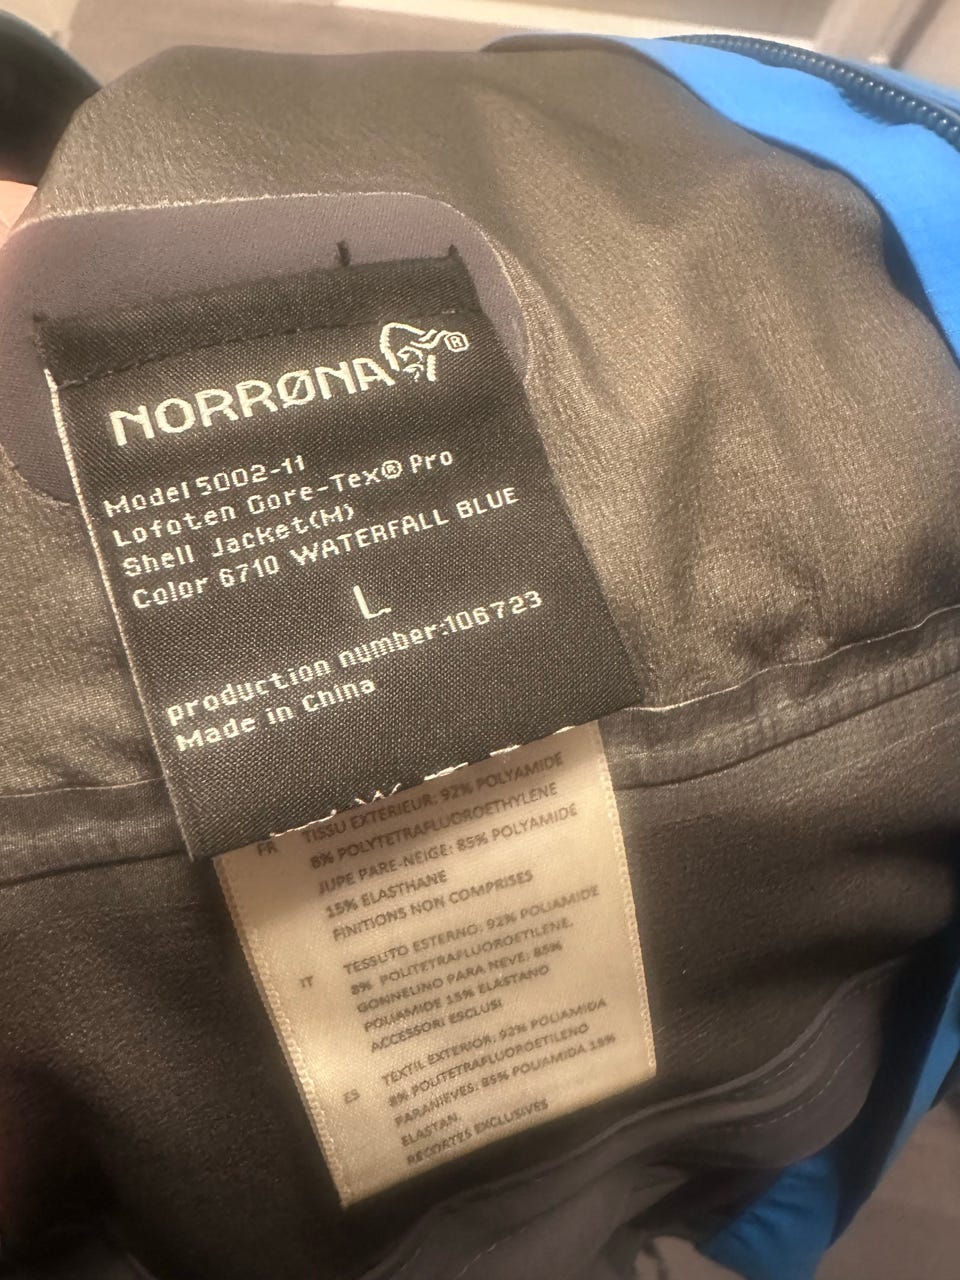 NORRØNA®
Model 5002-11
Lofoten Gore-Tex® Pro
Shell Jacket(M)
Color 6710 WATERFALL BLUE
L
production number:106723
Made in China
FR TISSU EXTERIEUR: 92% POLYAMIDE
8% POLYTETRAFLUOROETHYLENE
JUPE PARE-NEIGE: 85% POLYAMIDE
15% ELASTHANE
FINITIONS NON COMPRISES
IT TESSUTO ESTERNO: 92% POLIAMIDE
8% POLITETRAFLUOROETILENE.
GONNELINO PARA NEVE: 85%
POLIAMIDE 15% ELASTANO
ACCESSORI ESCLUSI
ES TEXTIL EXTERIOR: 92% POLIAMIDA
8% POLITETRAFLUOROETILENO
PARANIEVES: 85% POLIAMIDA 15%
ELASTAN.
RECORTES EXCLUSIVES